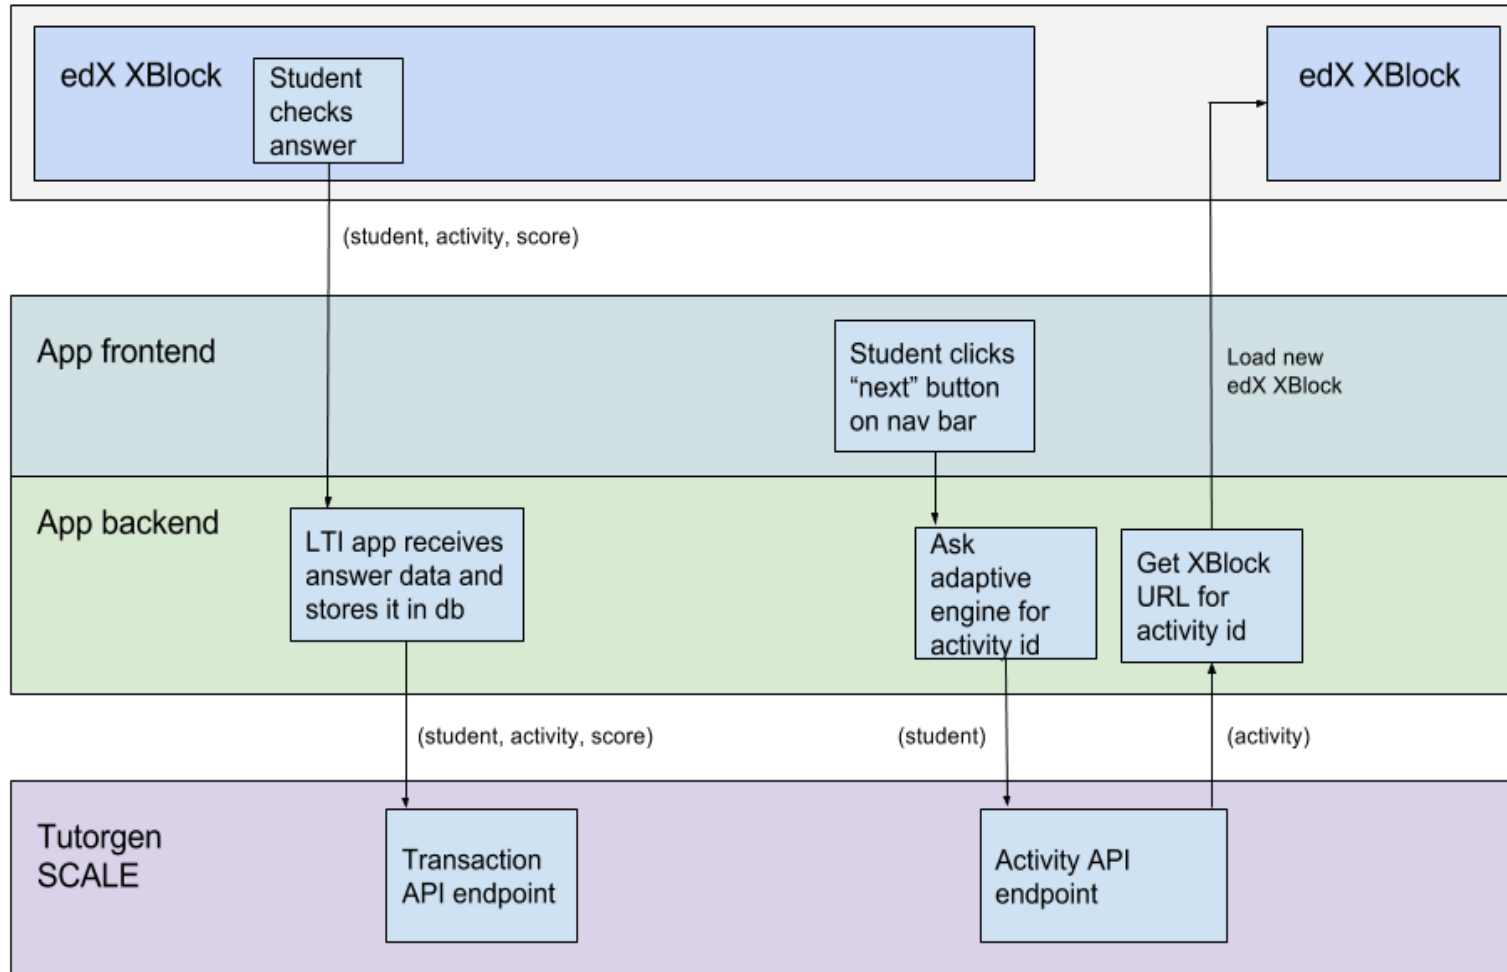 edX XBlock
Student
checks
answer
edX XBlock
(student, activity, score)
App frontend
Student clicks
“next” button
on nav bar
Load new
edX XBlock
App backend
LTI app receives
answer data and
stores it in db
Ask
adaptive
engine for
activity id
Get XBlock
URL for
activity id
(student, activity, score)
(student)
(activity)
Tutorgen
SCALE
Transaction
API endpoint
Activity API
endpoint